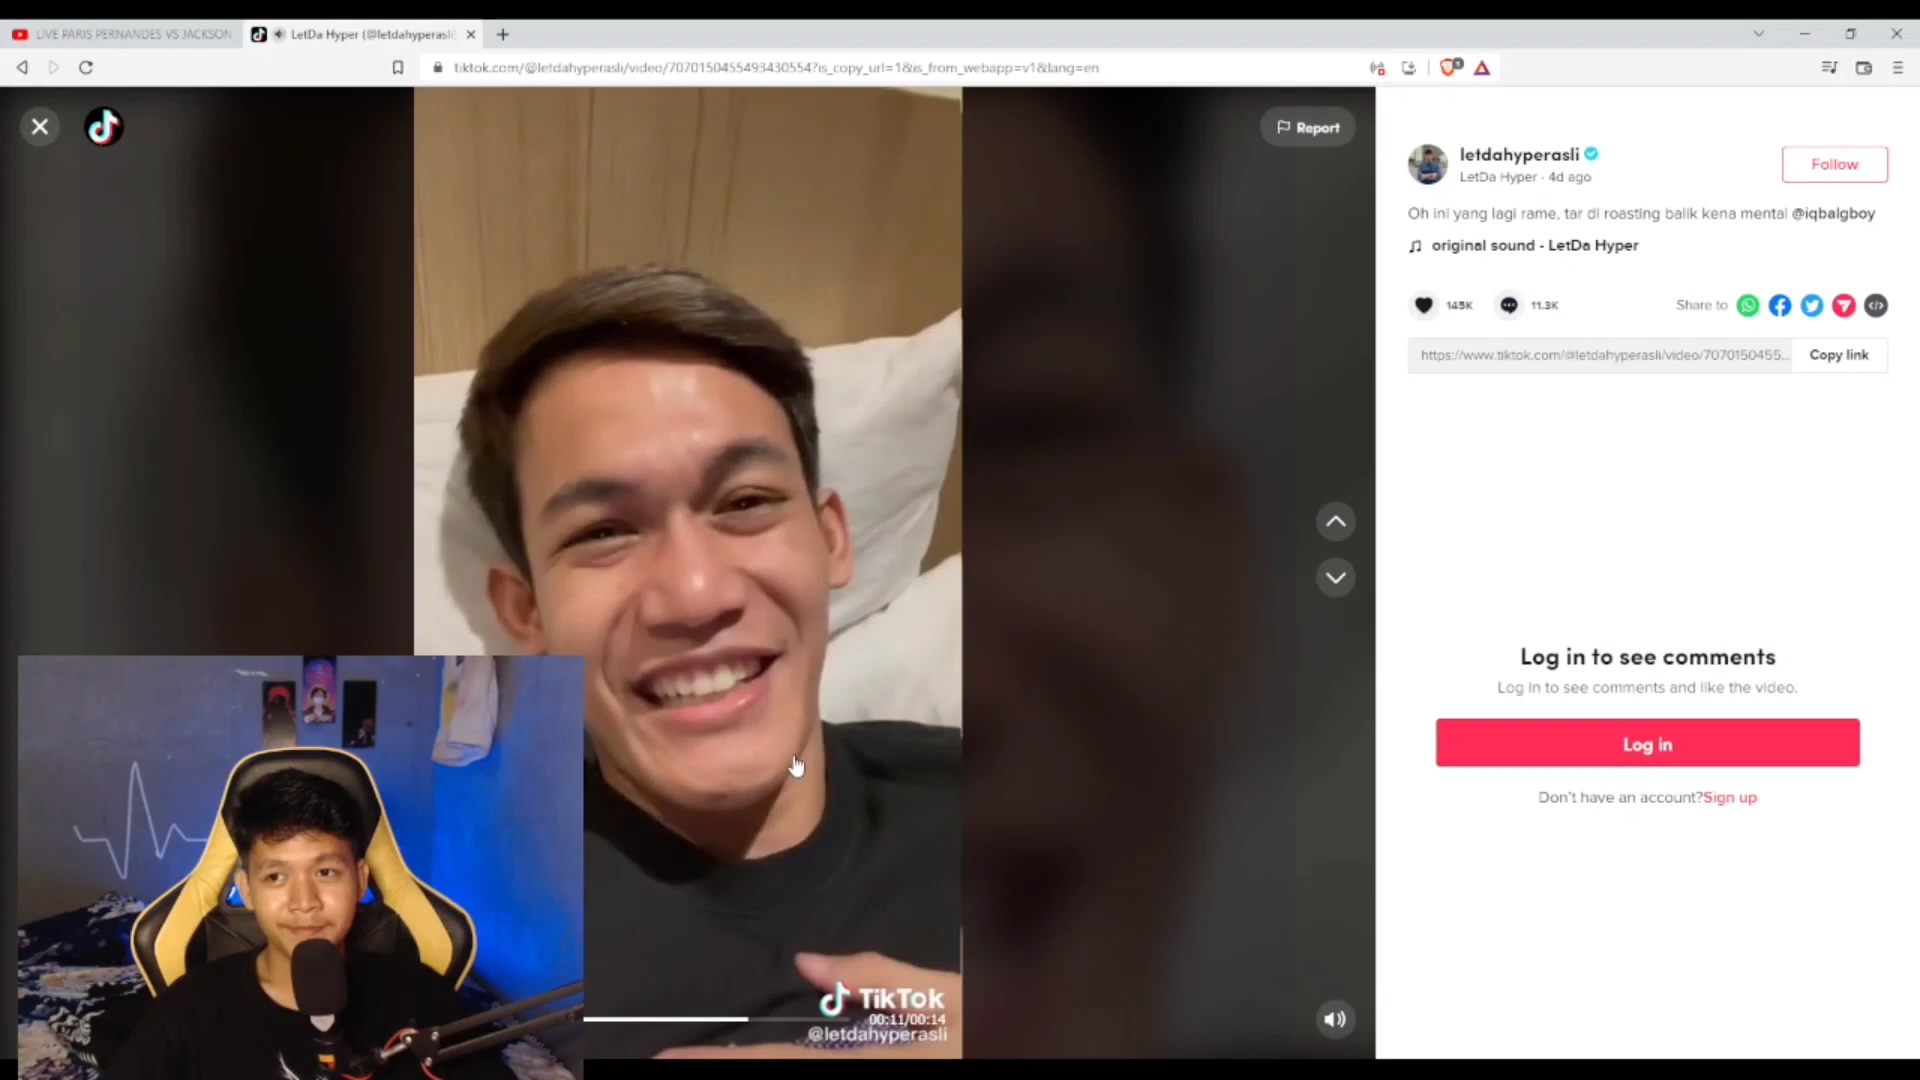 LIVE PARIS PERNANDES VS JACKSON
LetDa Hyper (@letdahyperasli
tiktok.com/@letdahyperasli/video/7070150455493430554?is_copy_url=1&is_from_webapp=v1&lang=en
Report
letdahyperasli
LetDa Hyper · 4d ago
Follow
Oh ini yang lagi rame, tar di roasting balik kena mental @iqbalgboy
original sound - LetDa Hyper
145K
11.3K
Share to
https://www.tiktok.com/@letdahyperasli/video/7070150455...
Copy link
Log in to see comments
Log in to see comments and like the video.
Log in
Don't have an account?Sign up
TikTok
00:11/00:14
@letdahyperasli